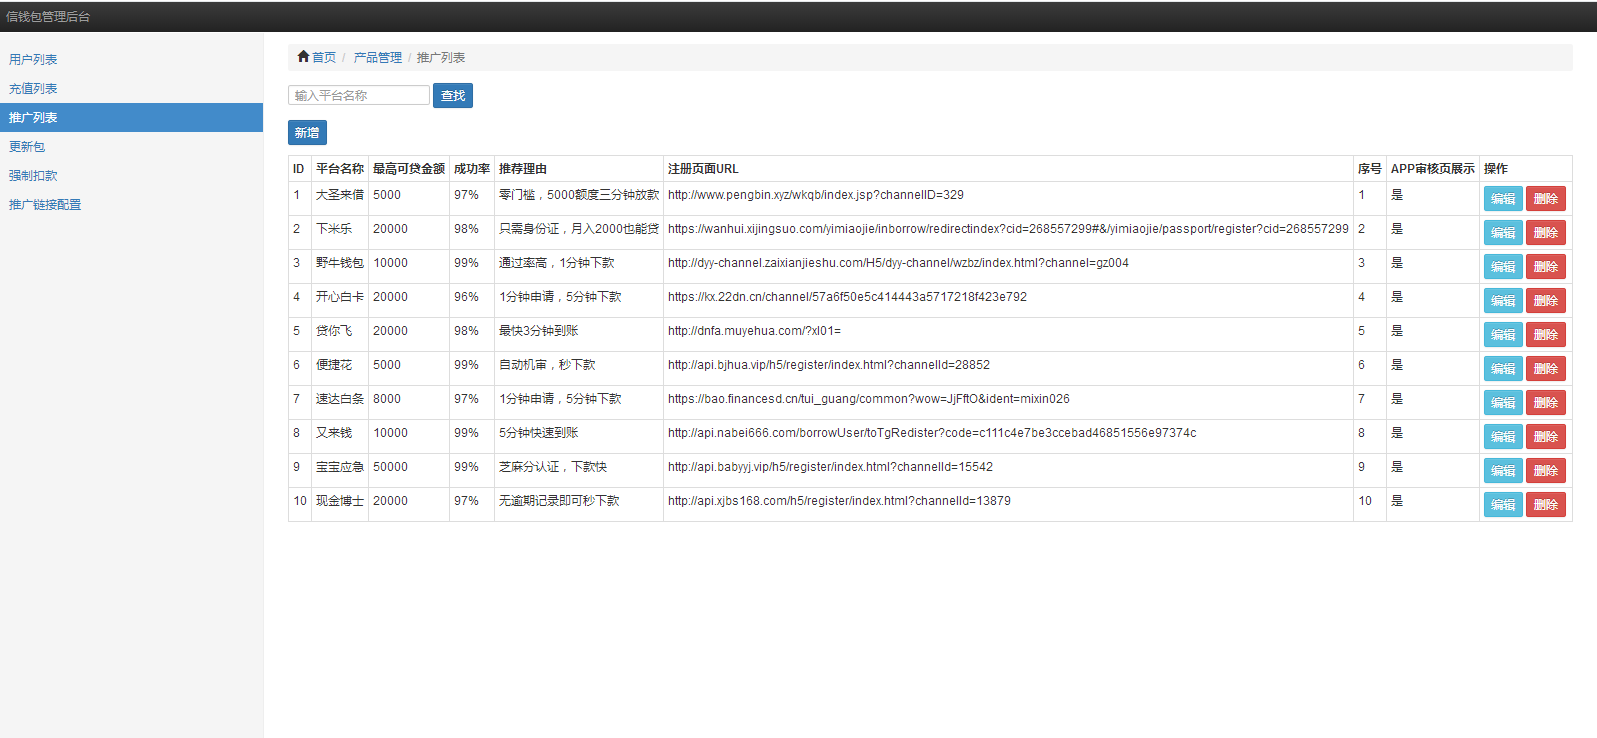 信钱包管理后台
用户列表
充值列表
推广列表
更新包
强制扣款
推广链接配置
首页 / 产品管理 / 推广列表
输入平台名称 查找
新增
ID 平台名称 最高可贷金额 成功率 推荐理由 注册页面URL 序号 APP审核页展示 操作
1 大圣来借 5000 97% 零门槛，5000额度三分钟放款 http://www.pengbin.xyz/wkqb/index.jsp?channelID=329 1 是 编辑 删除
2 下米乐 20000 98% 只需身份证，月入2000也能贷 https://wanhui.xijingsuo.com/yimiaojie/inborrow/redirectindex?cid=268557299#&/yimiaojie/passport/register?cid=268557299 2 是 编辑 删除
3 野牛钱包 10000 99% 通过率高，1分钟下款 http://dyy-channel.zaixianjieshu.com/H5/dyy-channel/wzbz/index.html?channel=gz004 3 是 编辑 删除
4 开心白卡 20000 96% 1分钟申请，5分钟下款 https://kx.22dn.cn/channel/57a6f50e5c414443a5717218f423e792 4 是 编辑 删除
5 贷你飞 20000 98% 最快3分钟到账 http://dnfa.muyehua.com/?xl01= 5 是 编辑 删除
6 便捷花 5000 99% 自动机审，秒下款 http://api.bjhua.vip/h5/register/index.html?channelId=28852 6 是 编辑 删除
7 速达白条 8000 97% 1分钟申请，5分钟下款 https://bao.financesd.cn/tui_guang/common?wow=JjFftO&ident=mixin026 7 是 编辑 删除
8 又来钱 10000 99% 5分钟快速到账 http://api.nabei666.com/borrowUser/toTgRedister?code=c111c4e7be3ccebad46851556e97374c 8 是 编辑 删除
9 宝宝应急 50000 99% 芝麻分认证，下款快 http://api.babyyj.vip/h5/register/index.html?channelId=15542 9 是 编辑 删除
10 现金博士 20000 97% 无逾期记录即可秒下款 http://api.xjbs168.com/h5/register/index.html?channelId=13879 10 是 编辑 删除